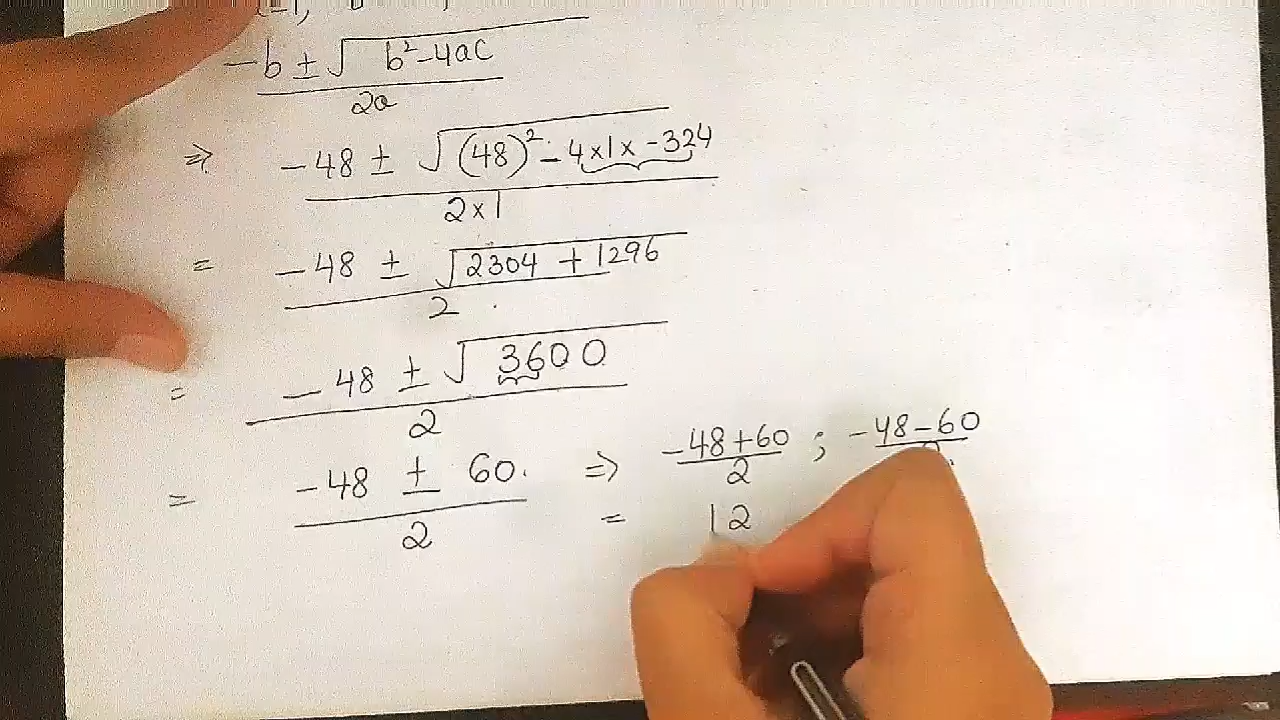 -b ± √ b² - 4ac
2a
⇒ -48 ± √(48)² - 4×1× -324
2×1
= -48 ± √2304 + 1296
2
= -48 ± √3600
2
= -48 ± 60. ⇒ -48+60 ; -48-60
2 2
= 12